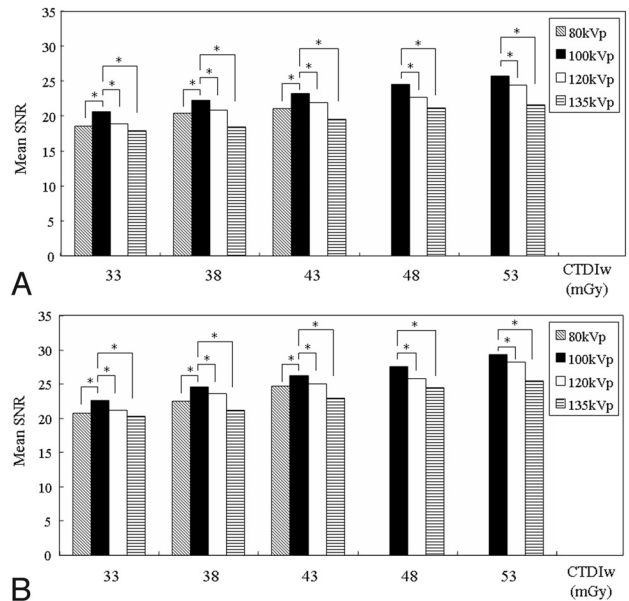 A
Mean SNR
35
30
25
20
15
10
5
0
* * *
* * *
* * *
* *
* *
80kVp
100kVp
120kVp
135kVp
33 38 43 48 53 CTDIw
(mGy)
B
Mean SNR
35
30
25
20
15
10
5
0
* * *
* * *
* * *
* *
* *
80kVp
100kVp
120kVp
135kVp
33 38 43 48 53 CTDIw
(mGy)